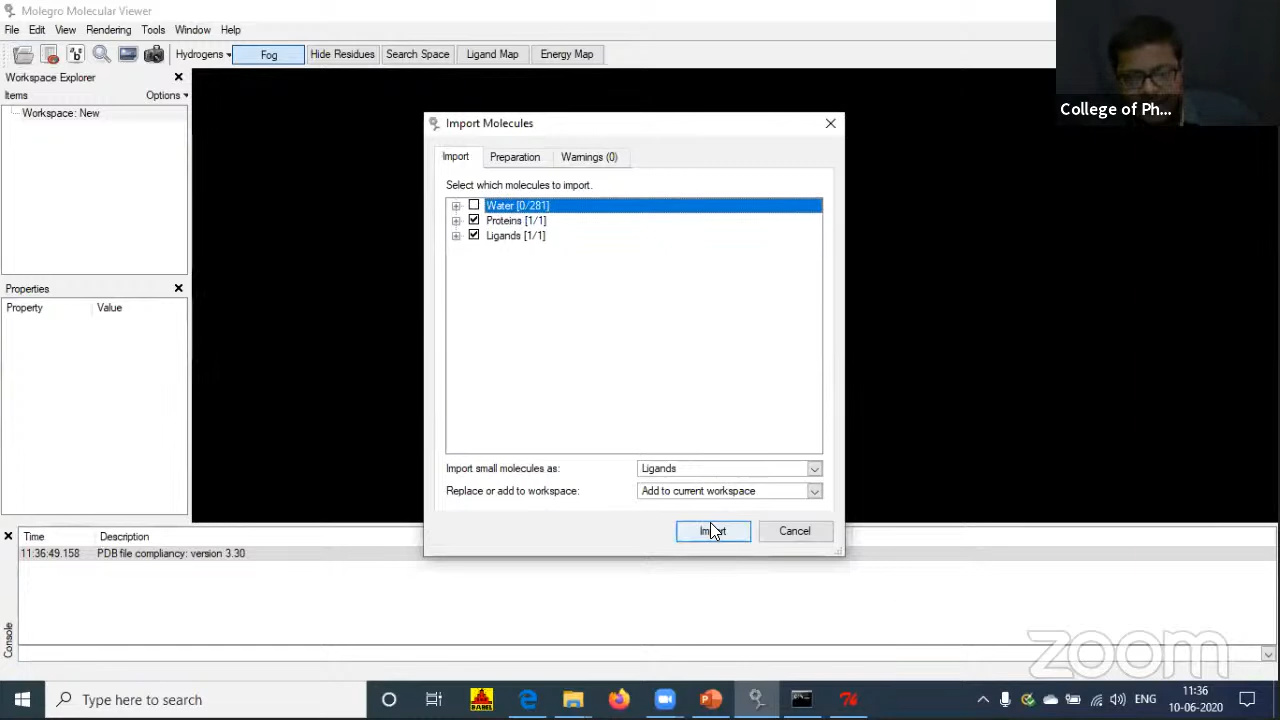 Molegro Molecular Viewer
File Edit View Rendering Tools Window Help
Hydrogens Fog Hide Residues Search Space Ligand Map Energy Map
College of Ph...
Workspace Explorer
Items Options
Workspace: New
Import Molecules
Import Preparation Warnings (0)
Select which molecules to import.
Water [0/281]
Proteins [1/1]
Ligands [1/1]
Properties
Property Value
Import small molecules as: Ligands
Replace or add to workspace: Add to current workspace
Import Cancel
Time Description
11:36:49.158 PDB file compliancy: version 3.30
Console
zoom
Type here to search
ENG
11:36
10-06-2020